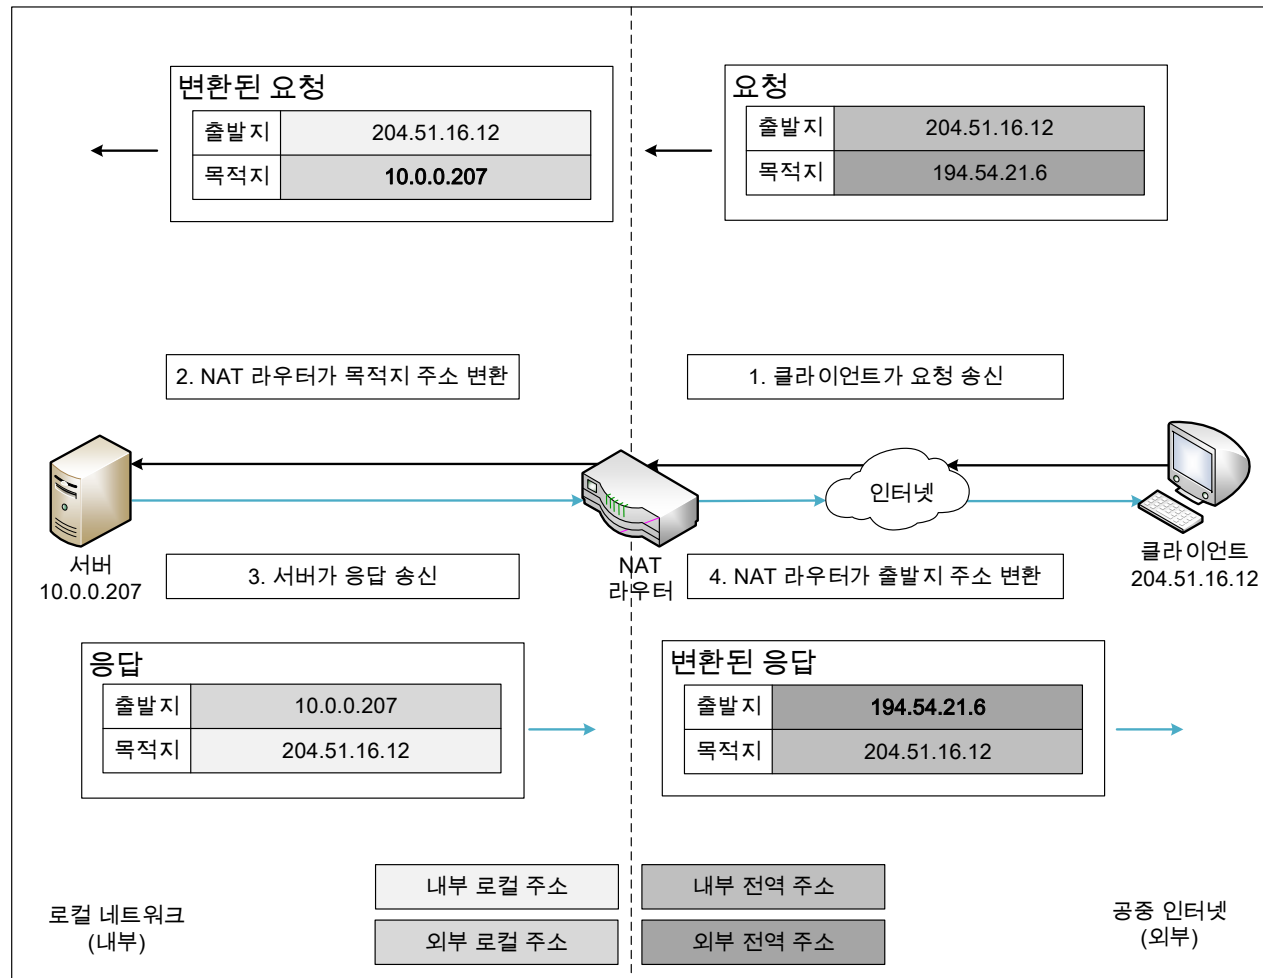 변환된 요청
출발지 204.51.16.12
목적지 10.0.0.207
요청
출발지 204.51.16.12
목적지 194.54.21.6
2. NAT 라우터가 목적지 주소 변환
1. 클라이언트가 요청 송신
인터넷
서버
10.0.0.207
3. 서버가 응답 송신
NAT
라우터
4. NAT 라우터가 출발지 주소 변환
클라이언트
204.51.16.12
응답
출발지 10.0.0.207
목적지 204.51.16.12
변환된 응답
출발지 194.54.21.6
목적지 204.51.16.12
내부 로컬 주소
내부 전역 주소
외부 로컬 주소
외부 전역 주소
로컬 네트워크
(내부)
공중 인터넷
(외부)